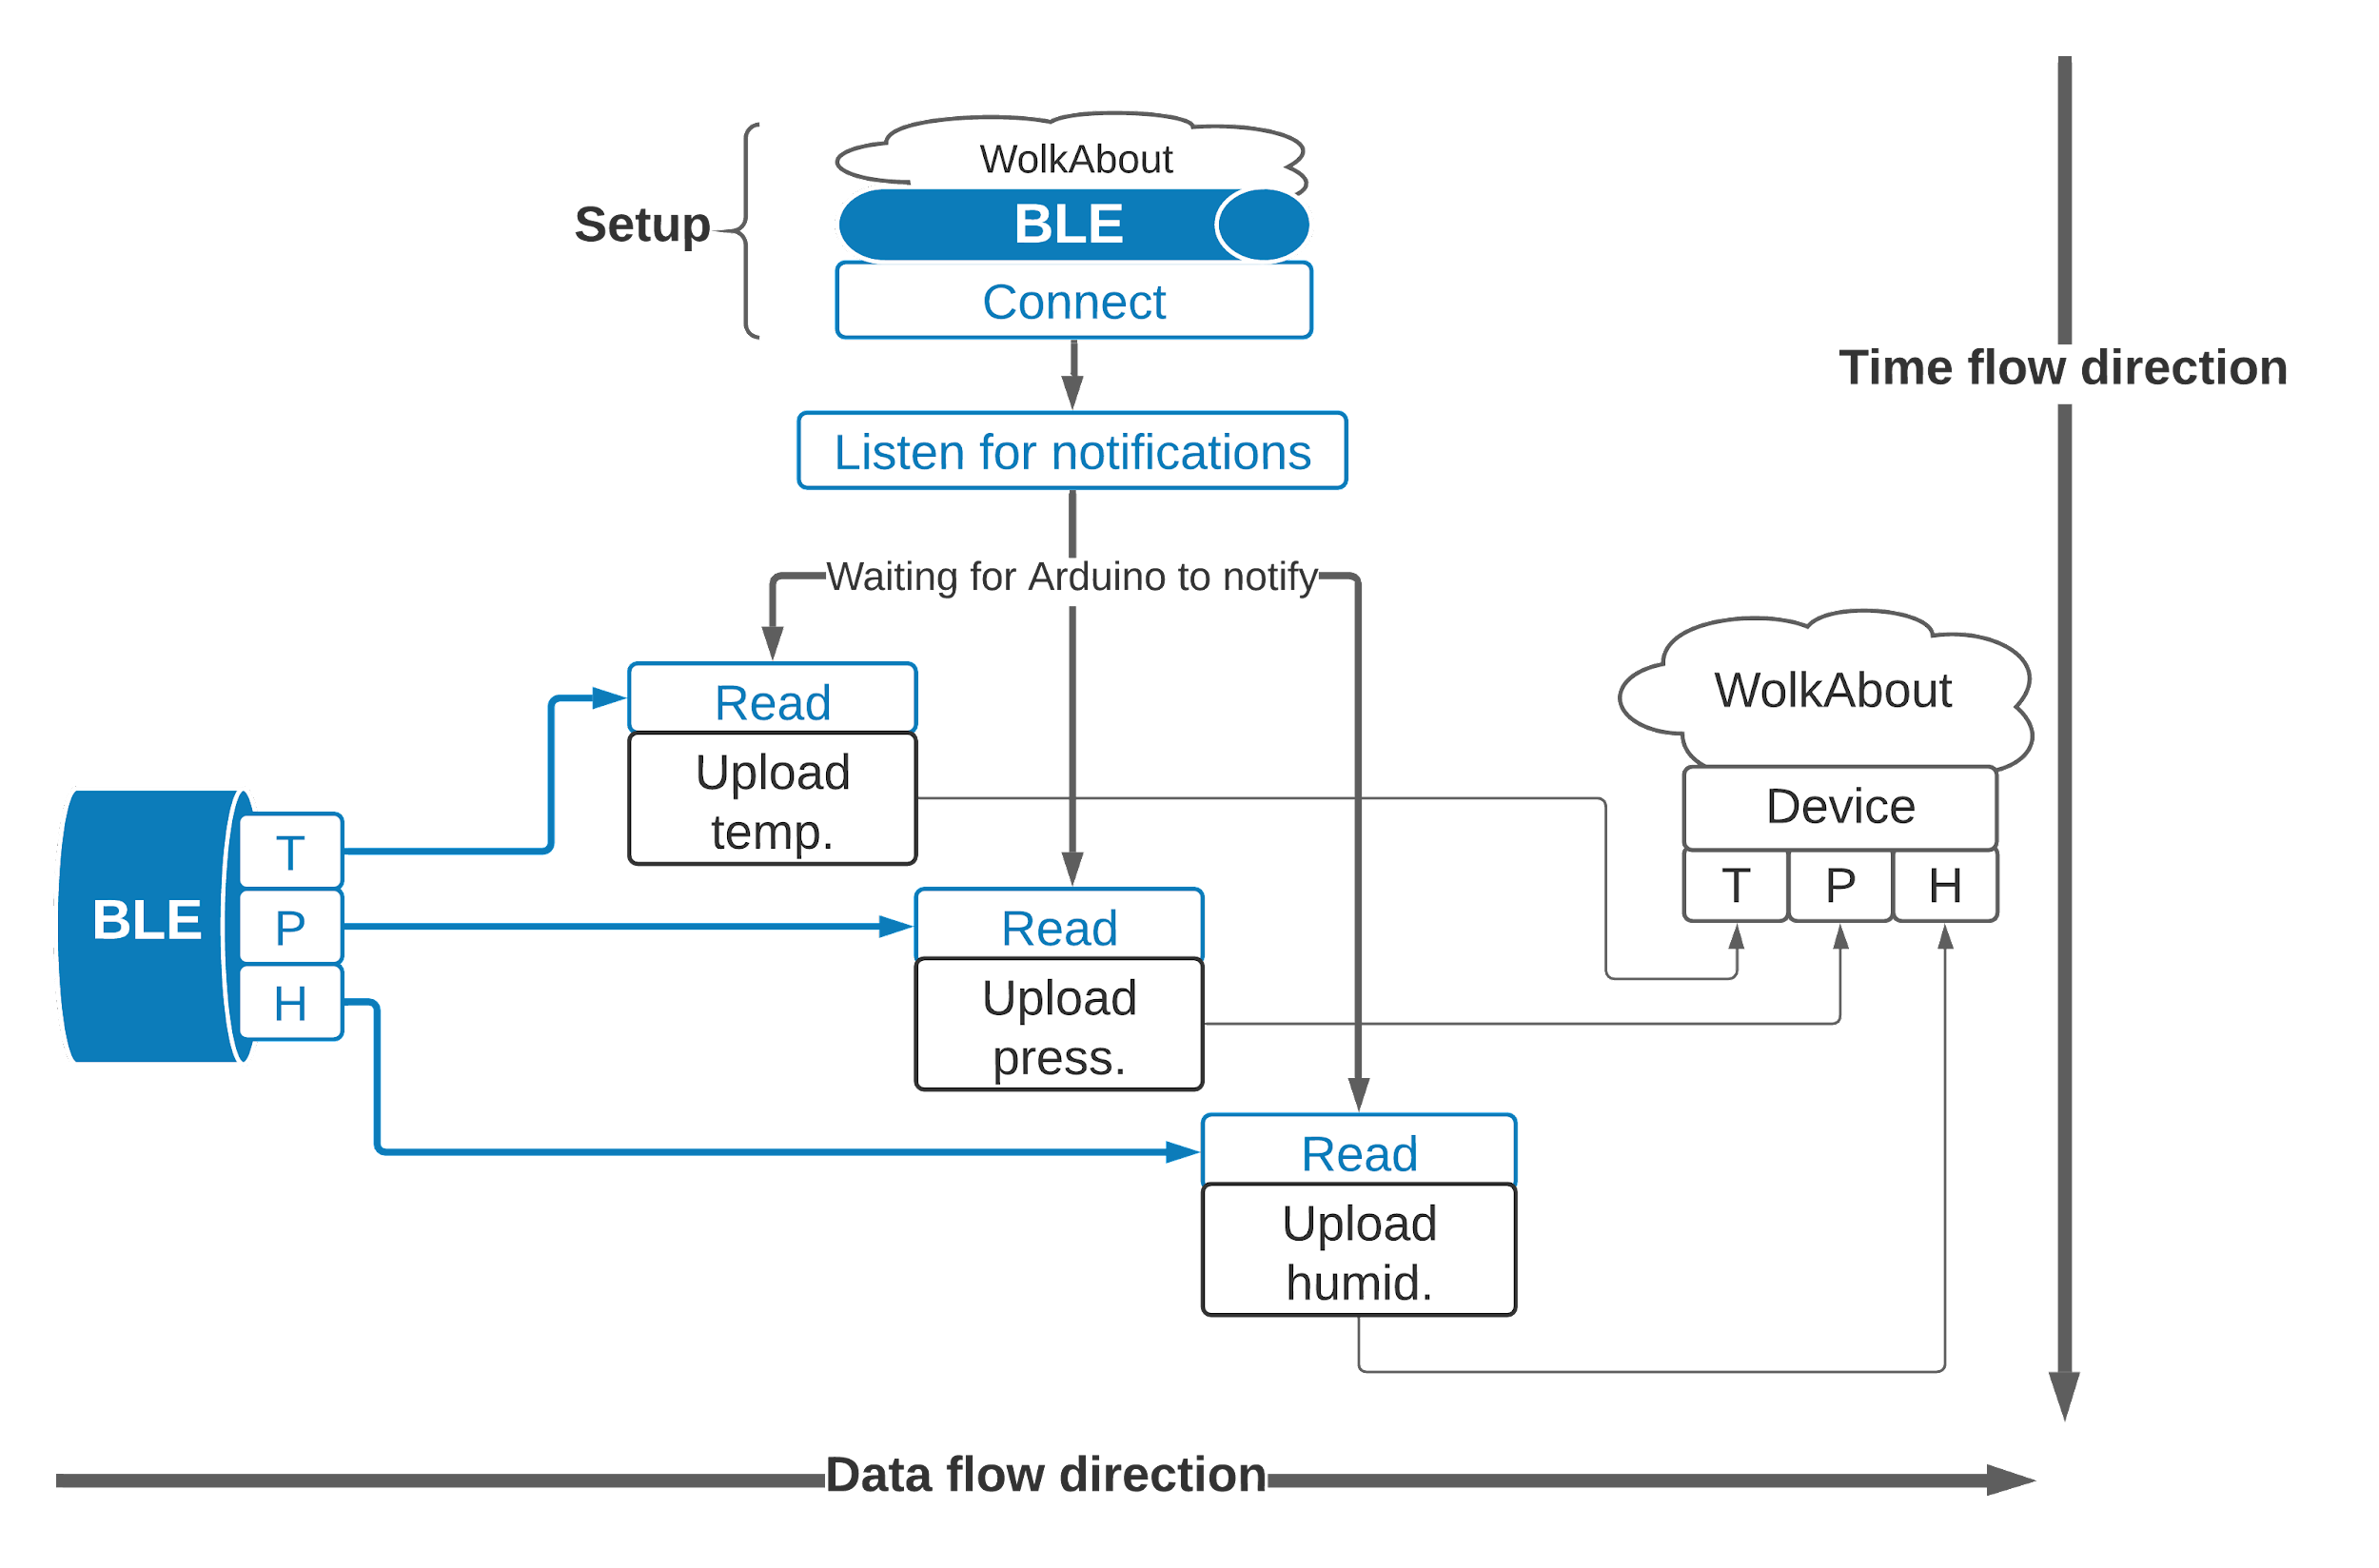 WolkAbout
Setup
BLE
Connect
Time flow direction
Listen for notifications
Waiting for Arduino to notify
Read
Upload
temp.
WolkAbout
Device
T P H
BLE
T
P
H
Read
Upload
press.
Read
Upload
humid.
Data flow direction